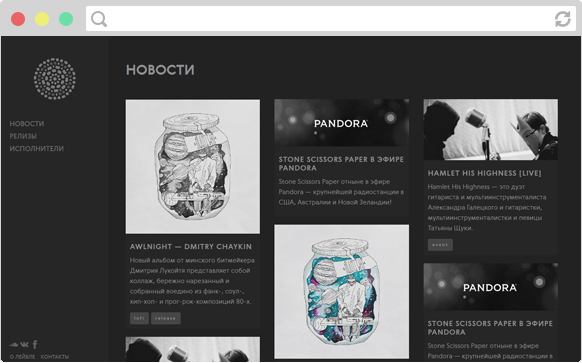 НОВОСТИ
РЕЛИЗЫ
ИСПОЛНИТЕЛИ
О ЛЕЙБЛЕ КОНТАКТЫ
НОВОСТИ
AWLNIGHT — DMITRY CHAYKIN
Новый альбом от минского битмейкера
Дмитрия Лукойтя представляет собой
коллаж, бережно нарезанный и
собранный воедино из фанк-, соул-,
хип-хоп- и прог-рок-композиций 80-х.
lofi release
PANDORA
STONE SCISSORS PAPER В ЭФИРЕ
PANDORA
Stone Scissors Paper отныне в эфире
Pandora — крупнейшей радиостанции в
США, Австралии и Новой Зеландии!
HAMLET HIS HIGHNESS [LIVE]
Hamlet His Highness — это дуэт
гитариста и мультиинструменталиста
Александра Галецкого и гитаристки,
мультиинструменталистки и певицы
Татьяны Щуки.
event
PANDORA
STONE SCISSORS PAPER В ЭФИРЕ
PANDORA
Stone Scissors Paper отныне в эфире
Pandora — крупнейшей радиостанции в